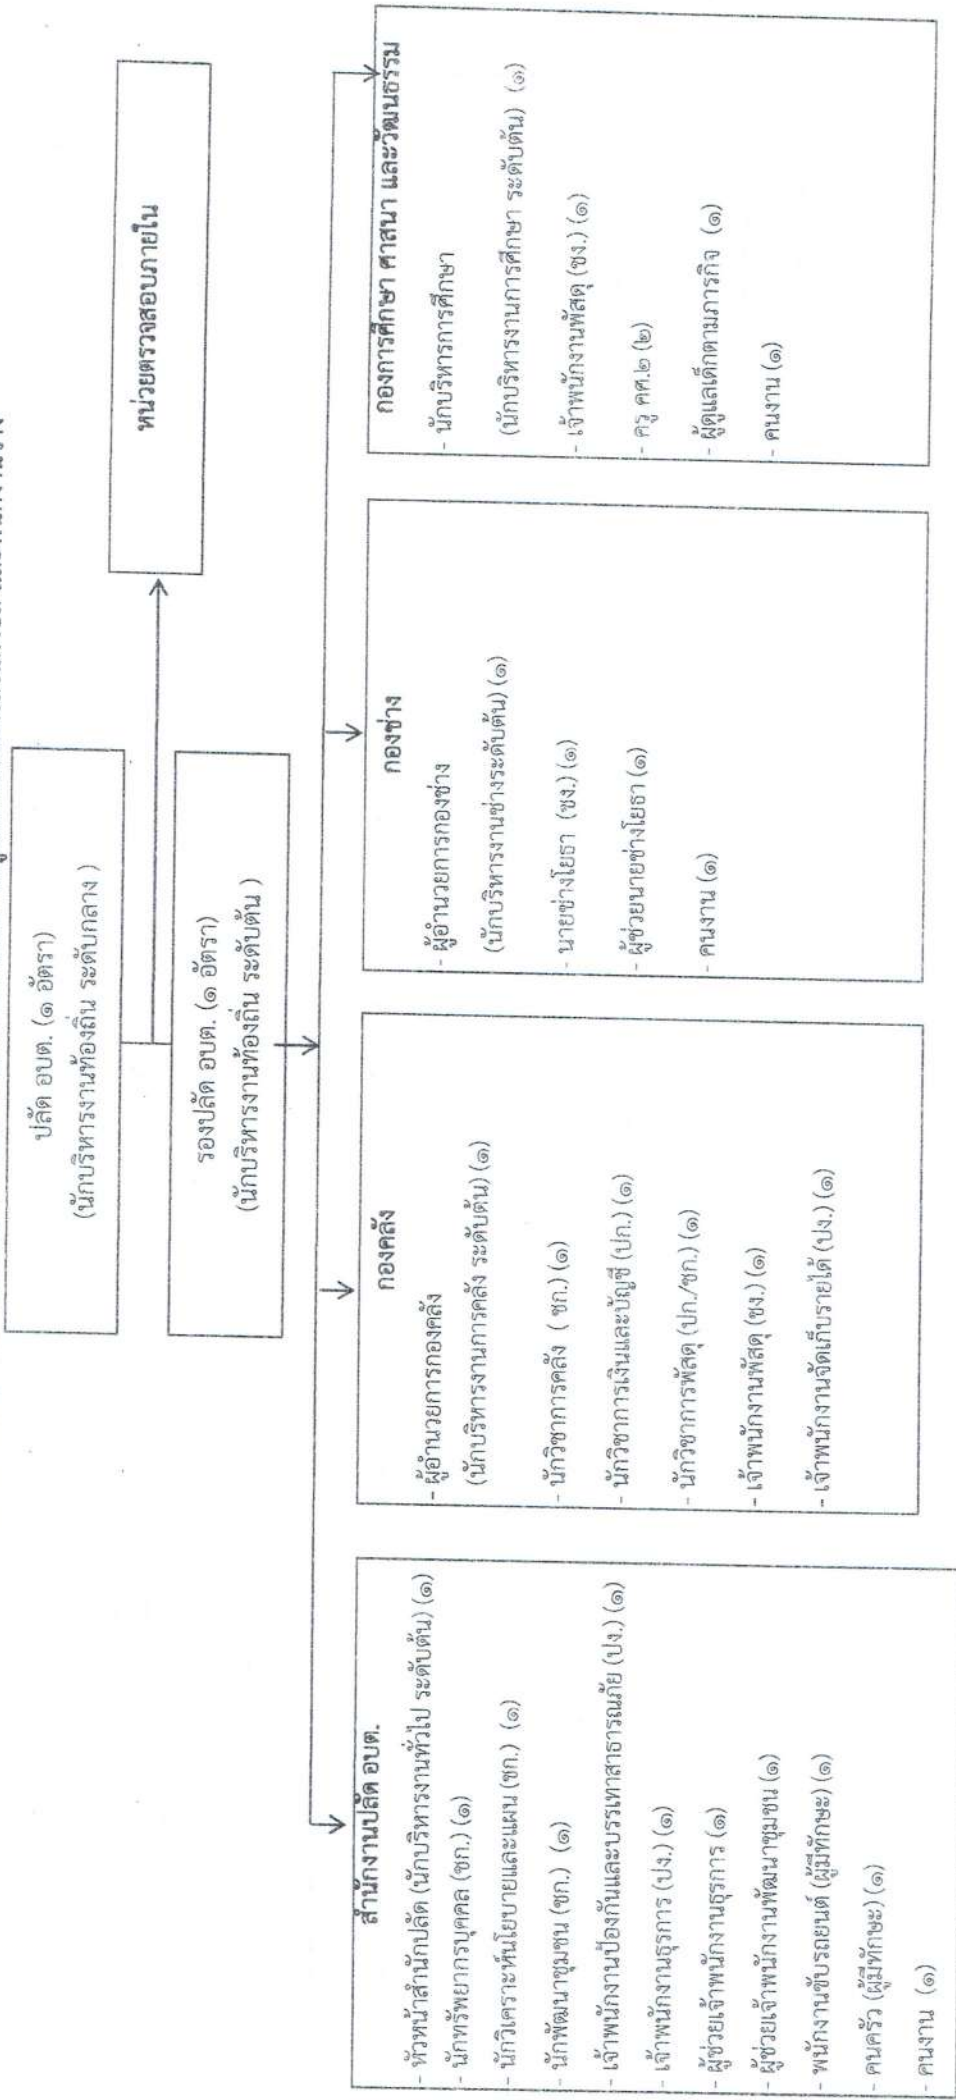 ปลัด อบต. (๑ อัตรา)
(นักบริหารงานท้องถิ่น ระดับกลาง )
หน่วยตรวจสอบภายใน
รองปลัด อบต. (๑ อัตรา)
(นักบริหารงานท้องถิ่น ระดับต้น )
สำนักงานปลัด อบต.
- หัวหน้าสำนักปลัด (นักบริหารงานทั่วไป ระดับต้น) (๑)
- นักทรัพยากรบุคคล (ชก.) (๑)
- นักวิเคราะห์นโยบายและแผน (ชก.) (๑)
- นักพัฒนาชุมชน (ชก.) (๑)
- เจ้าพนักงานป้องกันและบรรเทาสาธารณภัย (ปง.) (๑)
- เจ้าพนักงานธุรการ (ปง.) (๑)
- ผู้ช่วยเจ้าพนักงานธุรการ (๑)
- ผู้ช่วยเจ้าพนักงานพัฒนาชุมชน (๑)
- พนักงานขับรถยนต์ (ผู้มีทักษะ) (๑)
- คนครัว (ผู้มีทักษะ) (๑)
- คนงาน (๑)
กองคลัง
- ผู้อำนวยการกองคลัง
(นักบริหารงานการคลัง ระดับต้น) (๑)
- นักวิชาการคลัง ( ชก.) (๑)
- นักวิชาการเงินและบัญชี (ปก.) (๑)
- นักวิชาการพัสดุ (ปก./ชก.) (๑)
- เจ้าพนักงานพัสดุ (ชง.) (๑)
- เจ้าพนักงานจัดเก็บรายได้ (ปง.) (๑)
กองช่าง
- ผู้อำนวยการกองช่าง
(นักบริหารงานช่างระดับต้น) (๑)
- นายช่างโยธา (ชง.) (๑)
- ผู้ช่วยนายช่างโยธา (๑)
- คนงาน (๑)
กองการศึกษา ศาสนา และวัฒนธรรม
- นักบริหารการศึกษา
(นักบริหารงานการศึกษา ระดับต้น) (๑)
- เจ้าพนักงานพัสดุ (ชง.) (๑)
- ครู คศ.๒ (๒)
- ผู้ดูแลเด็กตามภารกิจ (๑)
- คนงาน (๑)